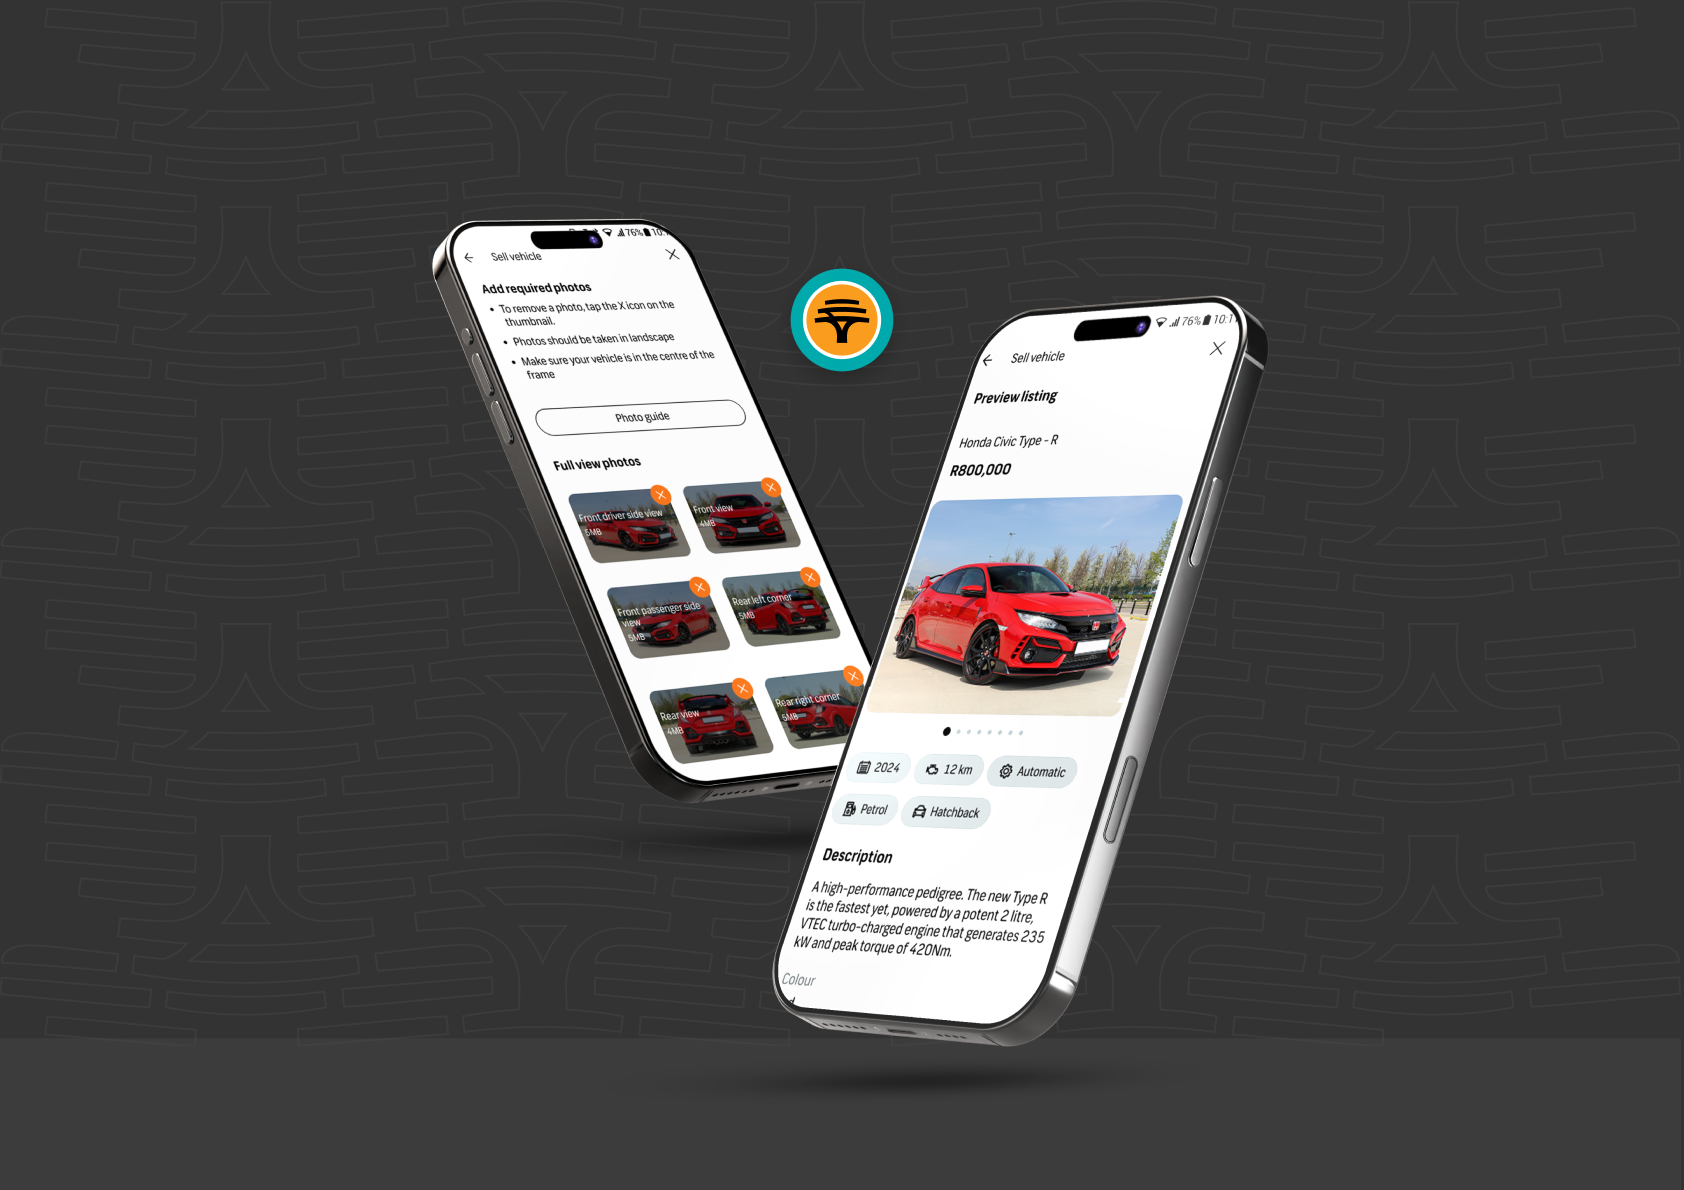 76%
Sell vehicle
Add required photos
To remove a photo, tap the X icon on the
thumbnail.
Photos should be taken in landscape
Make sure your vehicle is in the centre of the
frame
Photo guide
Full view photos
Front driver side view
5MB
Front view
4MB
Front passenger side
view
5MB
Rear left corner
5MB
Rear view
4MB
Rear right corner
5MB
76%
Sell vehicle
Preview listing
Honda Civic Type - R
R800,000
2024
12 km
Automatic
Petrol
Hatchback
Description
A high-performance pedigree. The new Type R
is the fastest yet, powered by a potent 2 litre,
VTEC turbo-charged engine that generates 235
kW and peak torque of 420Nm.
Colour